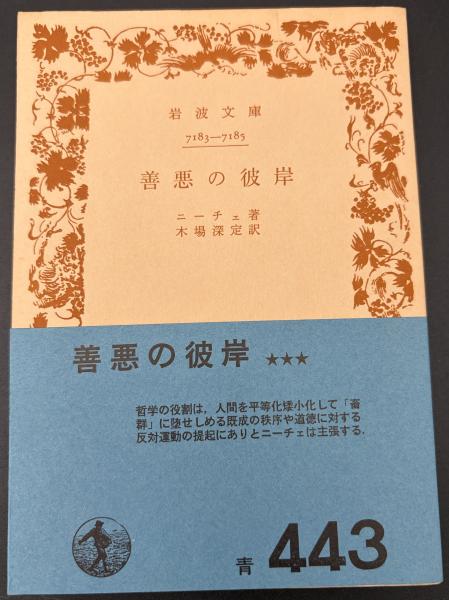 岩波文庫
7183—7185
善悪の彼岸
ニーチェ著
木場深定訳
善悪の彼岸 ★★★
哲学の役割は，人間を平等化矮小化して「畜
群」に堕せしめる既成の秩序や道徳に対する
反対運動の提起にありとニーチェは主張する．
青 443